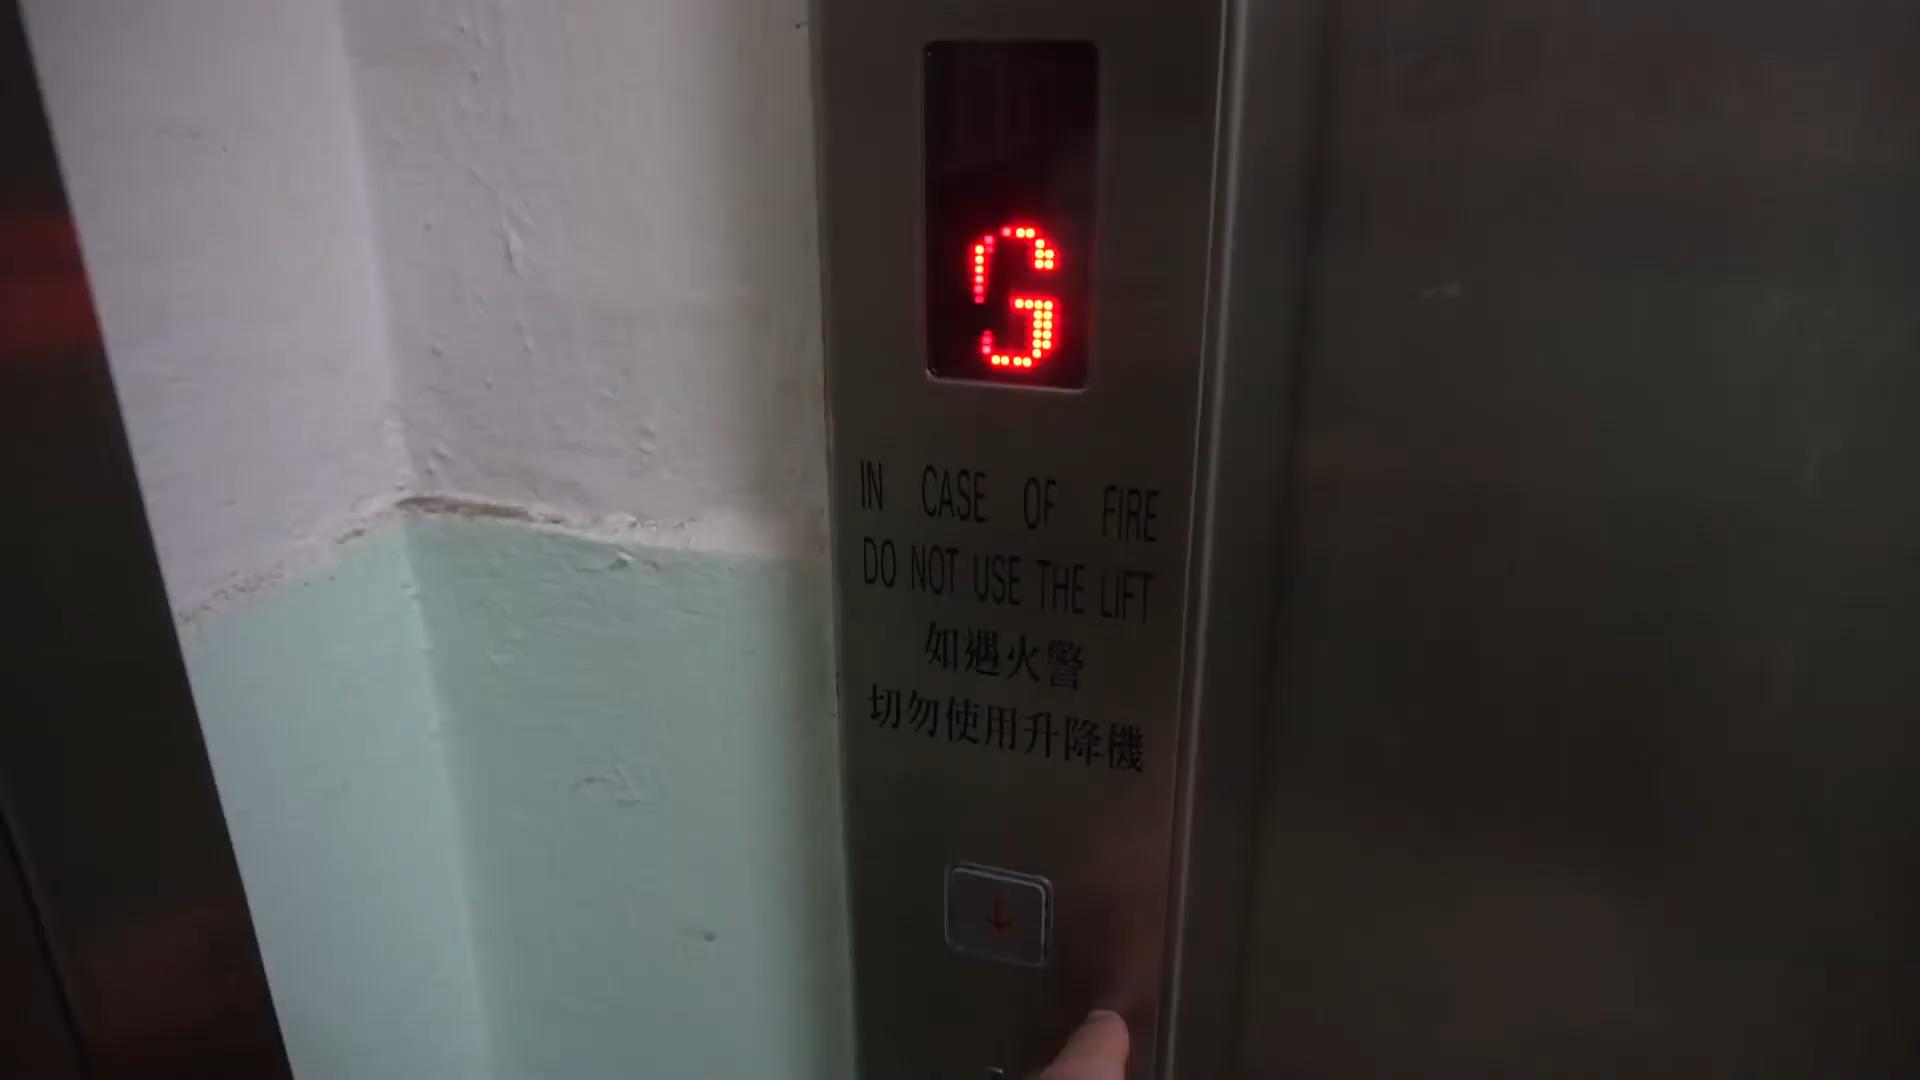 G
IN CASE OF FIRE
DO NOT USE THE LIFT
如遇火警
切勿使用升降機
↓